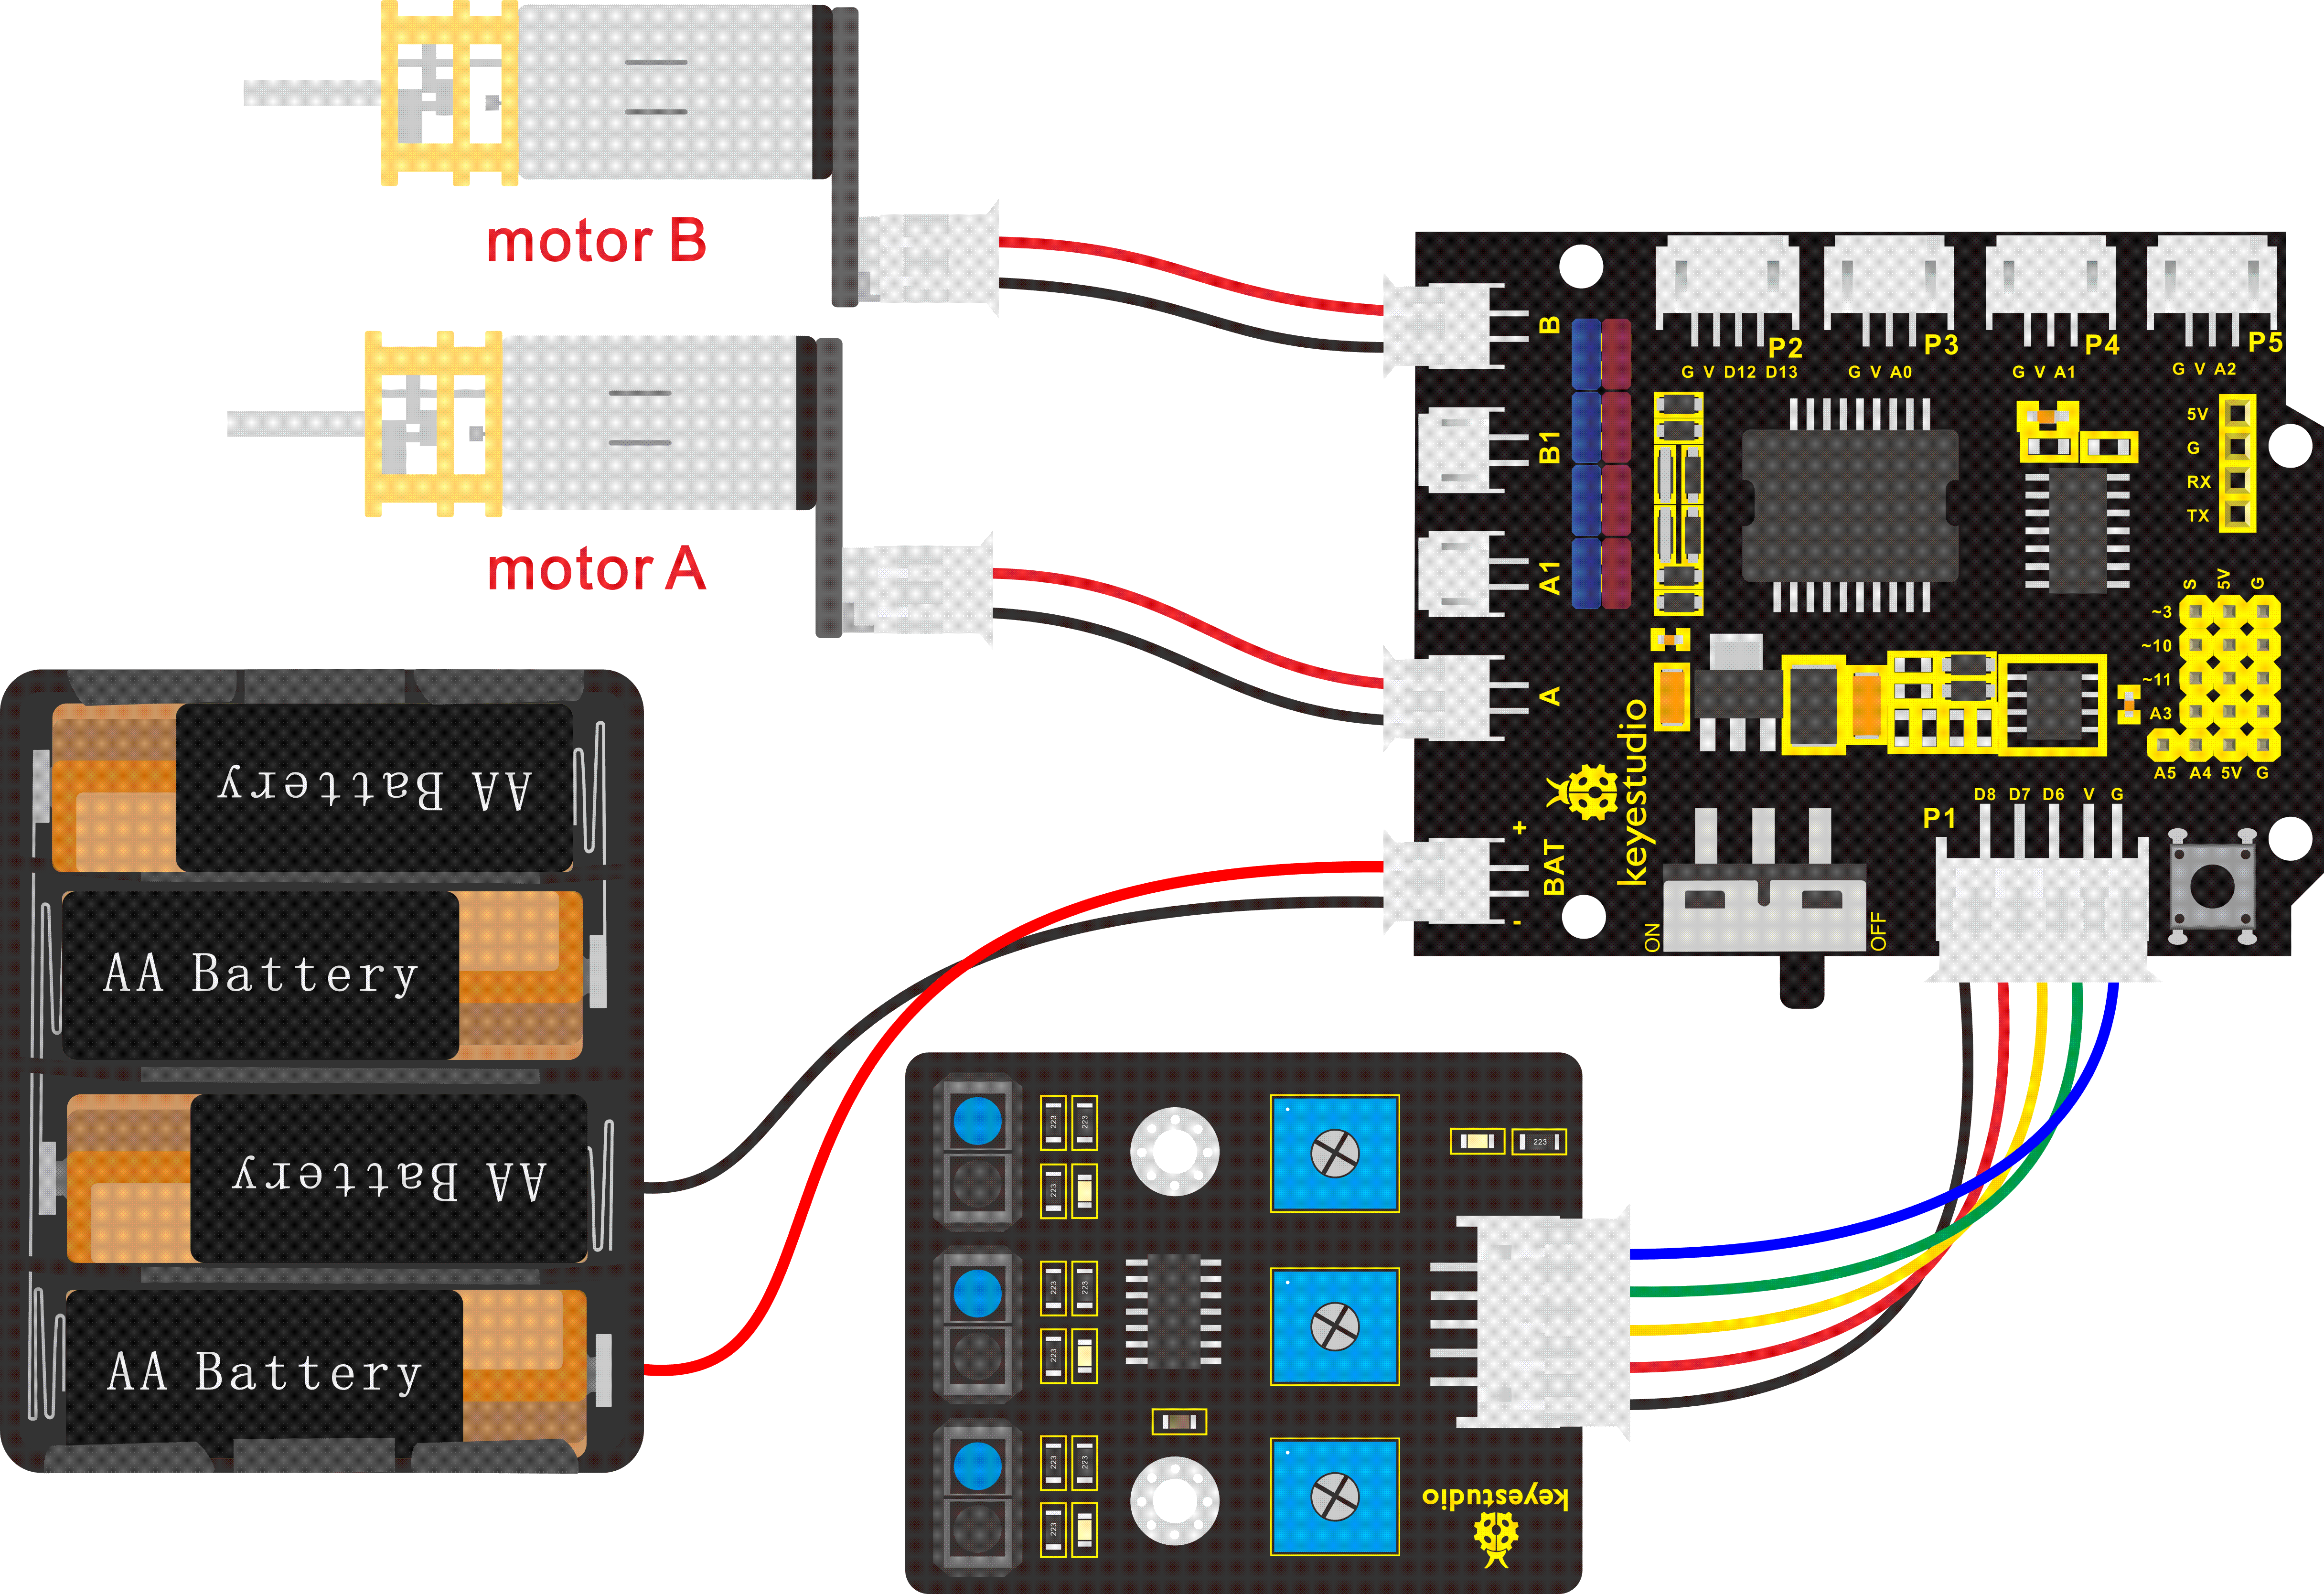 motor B
motor A
AA Battery
AA Battery
AA Battery
AA Battery
B
B1
A1
A
+
BAT
-
keyestudio
P2
G V D12 D13
P3
G V A0
P4
G V A1
P5
G V A2
5V
G
RX
TX
S 5V G
~3
~10
~11
A3
A5 A4 5V G
P1
D8 D7 D6 V G
ON
OFF
223 223
223
223
223 223
223
223 223
223
keyestudio